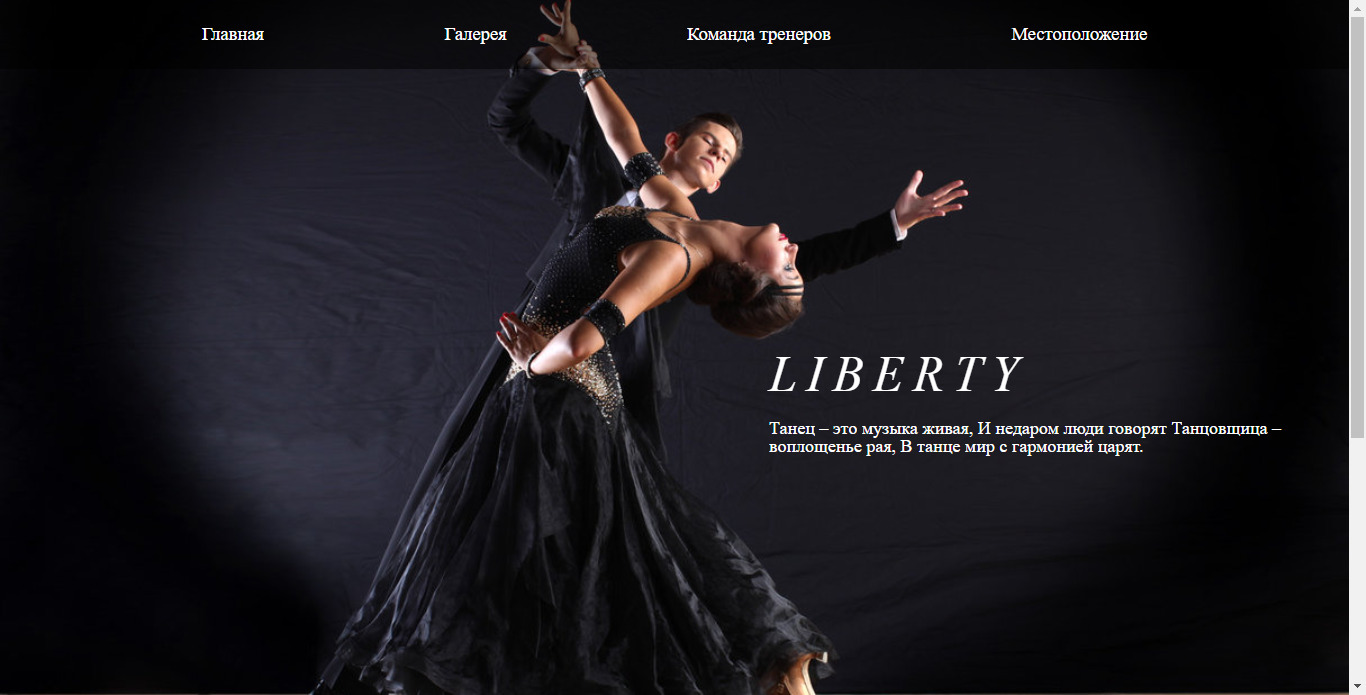 Главная Галерея Команда тренеров Местоположение
LIBERTY
Танец – это музыка живая, И недаром люди говорят Танцовщица –
воплощенье рая, В танце мир с гармонией царят.